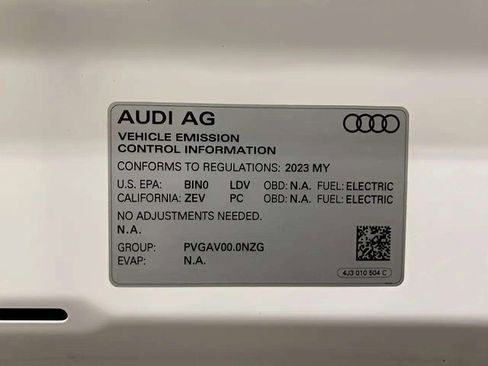 AUDI AG
VEHICLE EMISSION
CONTROL INFORMATION
CONFORMS TO REGULATIONS: 2023 MY
U.S. EPA: BIN0 LDV OBD: N.A. FUEL: ELECTRIC
CALIFORNIA: ZEV PC OBD: N.A. FUEL: ELECTRIC
NO ADJUSTMENTS NEEDED.
N.A.
GROUP: PVGAV00.0NZG
EVAP: N.A.
4J3 010 504 C